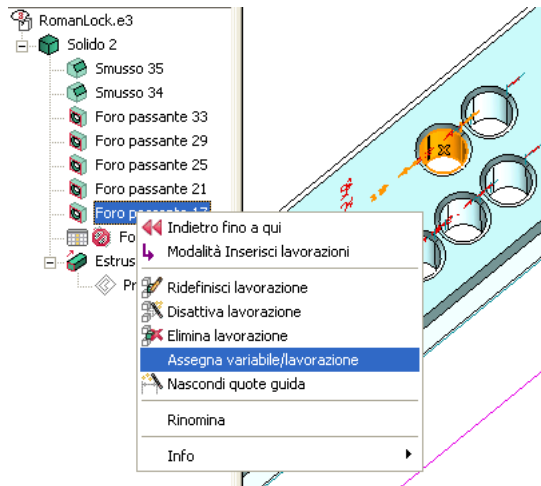 RomanLock.e3
Solido 2
Smusso 35
Smusso 34
Foro passante 33
Foro passante 29
Foro passante 25
Foro passante 21
Foro passante 17
Fo
Estrus
Pr
Indietro fino a qui
Modalità Inserisci lavorazioni
Ridefinisci lavorazione
Disattiva lavorazione
Elimina lavorazione
Assegna variabile/lavorazione
Nascondi quote guida
Rinomina
Info